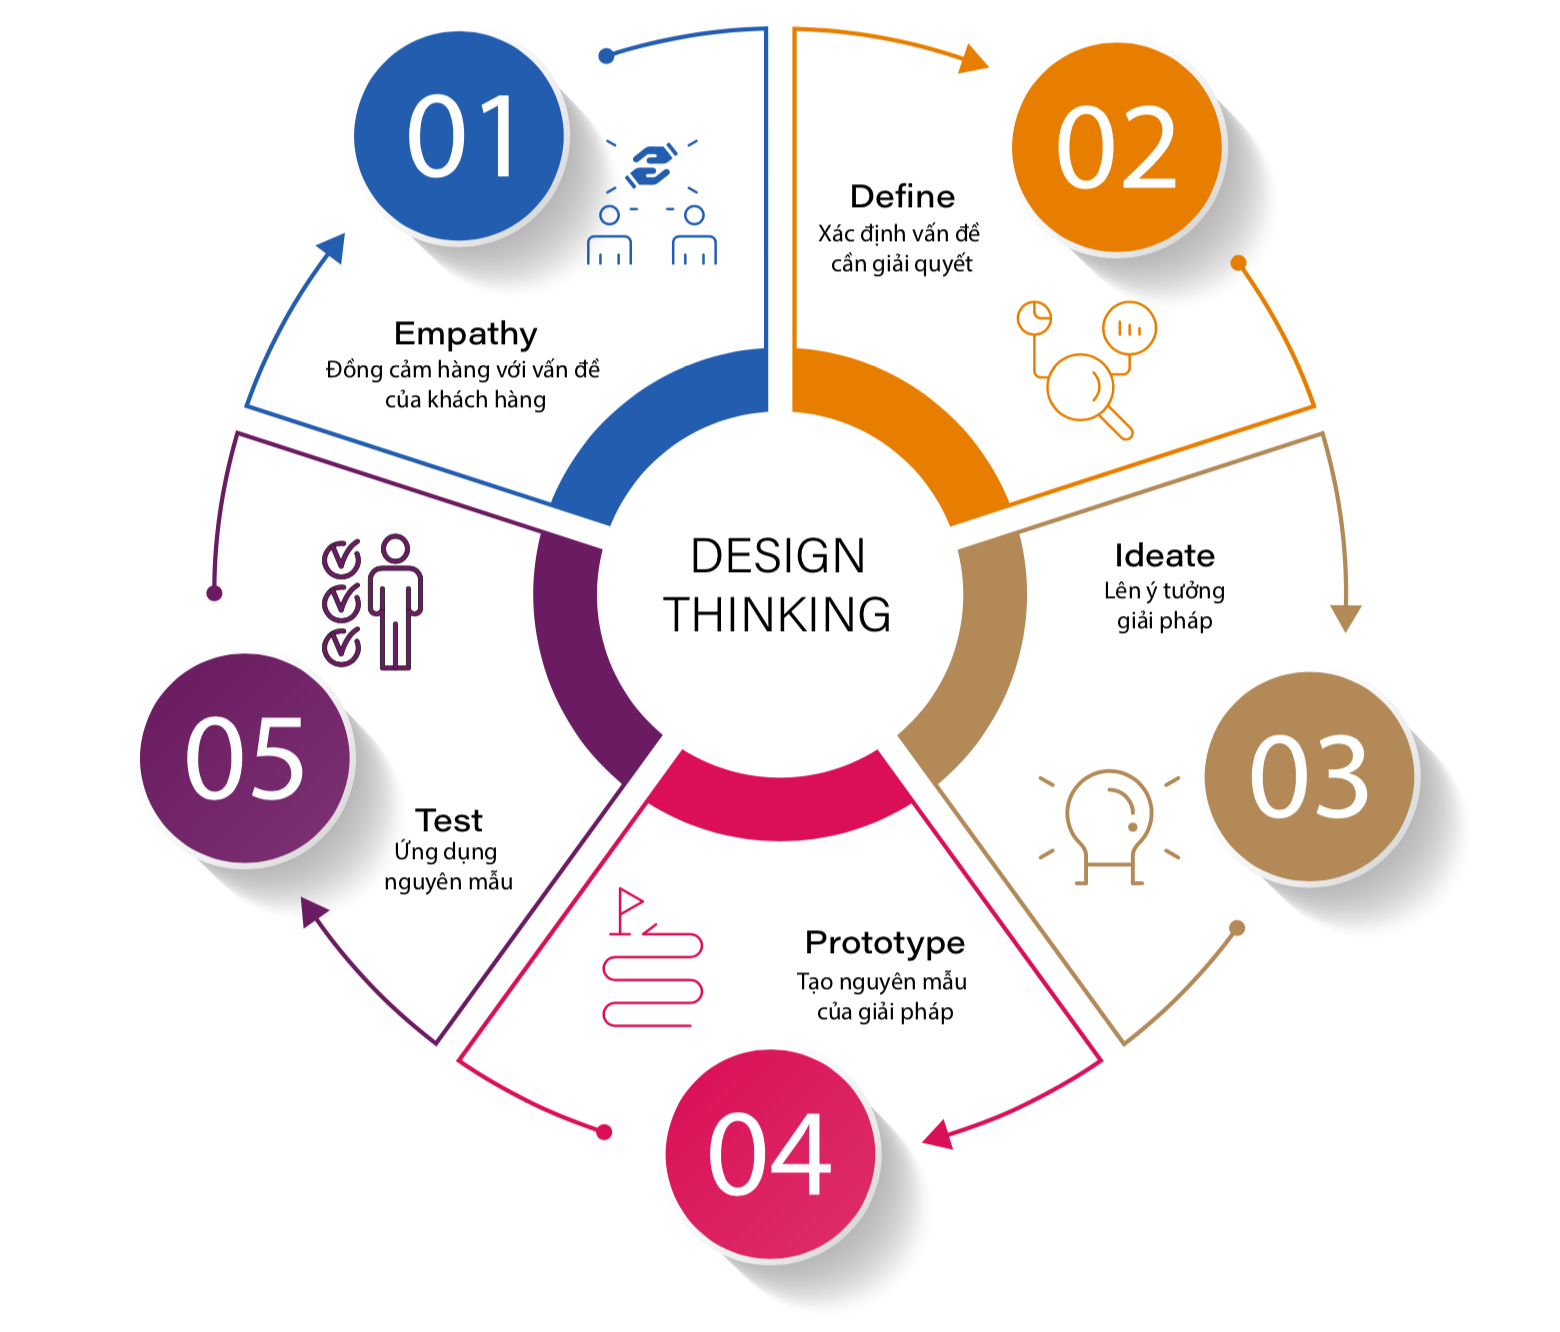 01
Empathy
Đồng cảm hàng với vấn đề
của khách hàng
02
Define
Xác định vấn đề
cần giải quyết
DESIGN
THINKING
Ideate
Lên ý tưởng
giải pháp
03
Prototype
Tạo nguyên mẫu
của giải pháp
04
05
Test
Ứng dụng
nguyên mẫu